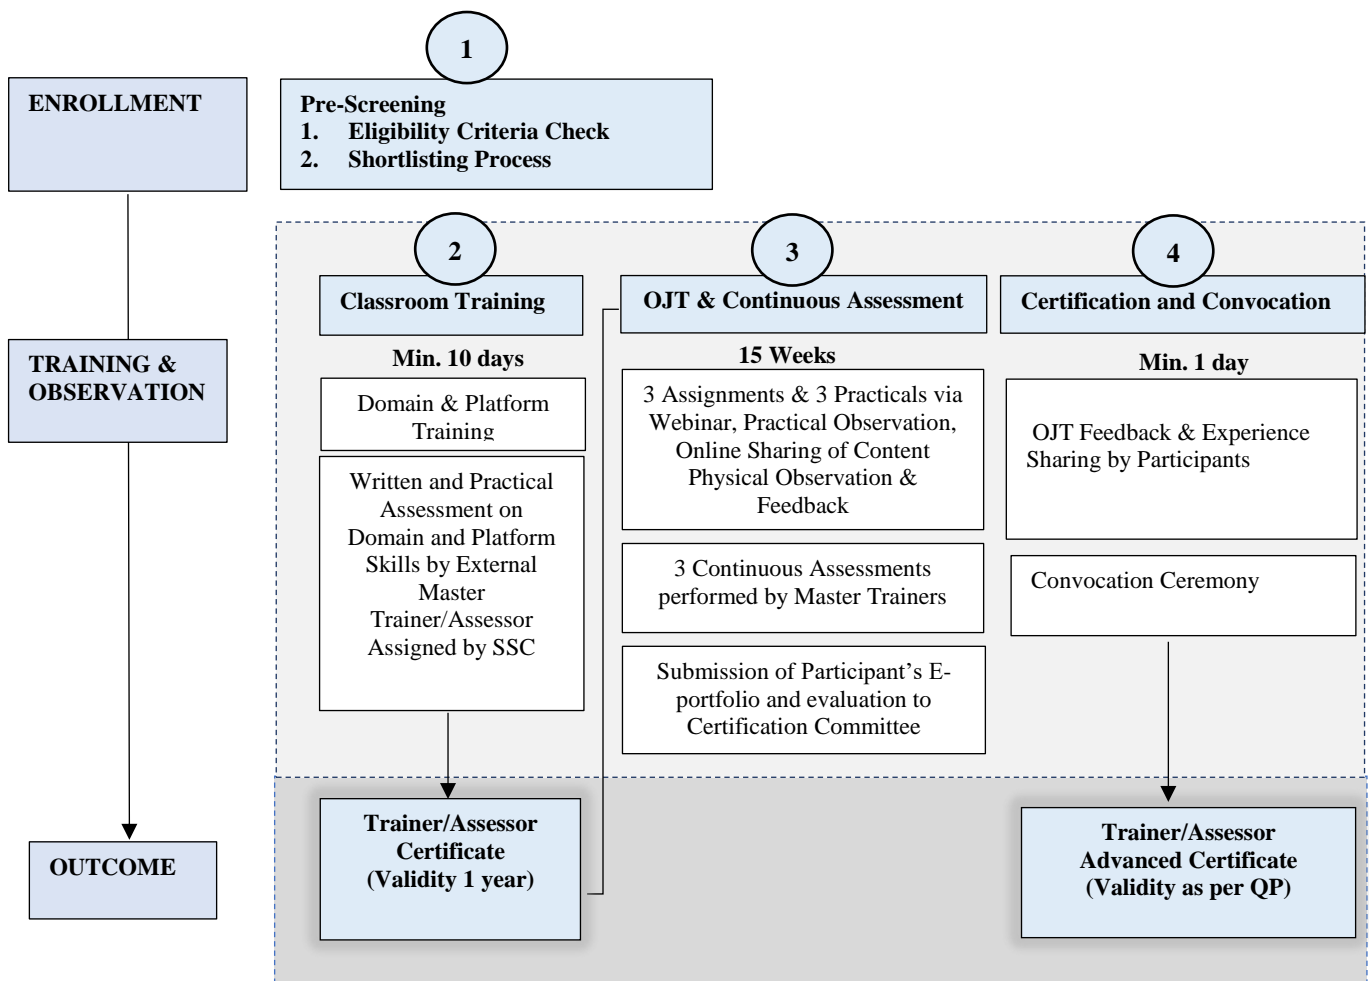 1
ENROLLMENT
Pre-Screening
1. Eligibility Criteria Check
2. Shortlisting Process
TRAINING &
OBSERVATION
2
Classroom Training
Min. 10 days
Domain & Platform
Training
Written and Practical
Assessment on
Domain and Platform
Skills by External
Master
Trainer/Assessor
Assigned by SSC
3
OJT & Continuous Assessment
15 Weeks
3 Assignments & 3 Practicals via
Webinar, Practical Observation,
Online Sharing of Content
Physical Observation &
Feedback
3 Continuous Assessments
performed by Master Trainers
Submission of Participant’s E-
portfolio and evaluation to
Certification Committee
4
Certification and Convocation
Min. 1 day
OJT Feedback & Experience
Sharing by Participants
Convocation Ceremony
OUTCOME
Trainer/Assessor
Certificate
(Validity 1 year)
Trainer/Assessor
Advanced Certificate
(Validity as per QP)